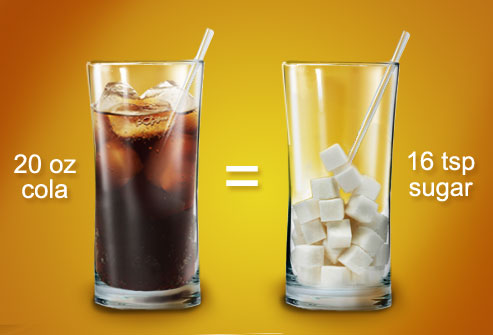 20 oz
cola
=
16 tsp
sugar